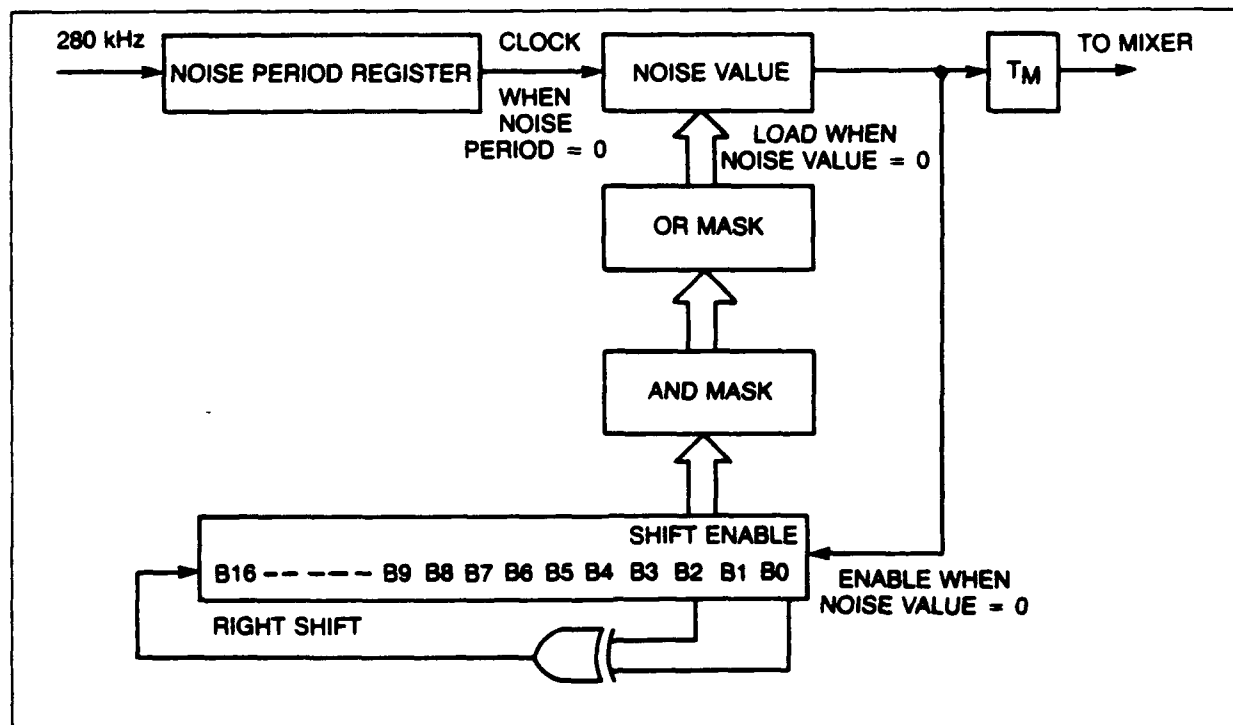 280 kHz
NOISE PERIOD REGISTER
CLOCK
WHEN
NOISE
PERIOD = 0
NOISE VALUE
TM
TO MIXER
LOAD WHEN
NOISE VALUE = 0
OR MASK
AND MASK
SHIFT ENABLE
B16 -- ---- B9 B8 B7 B6 B5 B4 B3 B2 B1 B0
ENABLE WHEN
NOISE VALUE = 0
RIGHT SHIFT